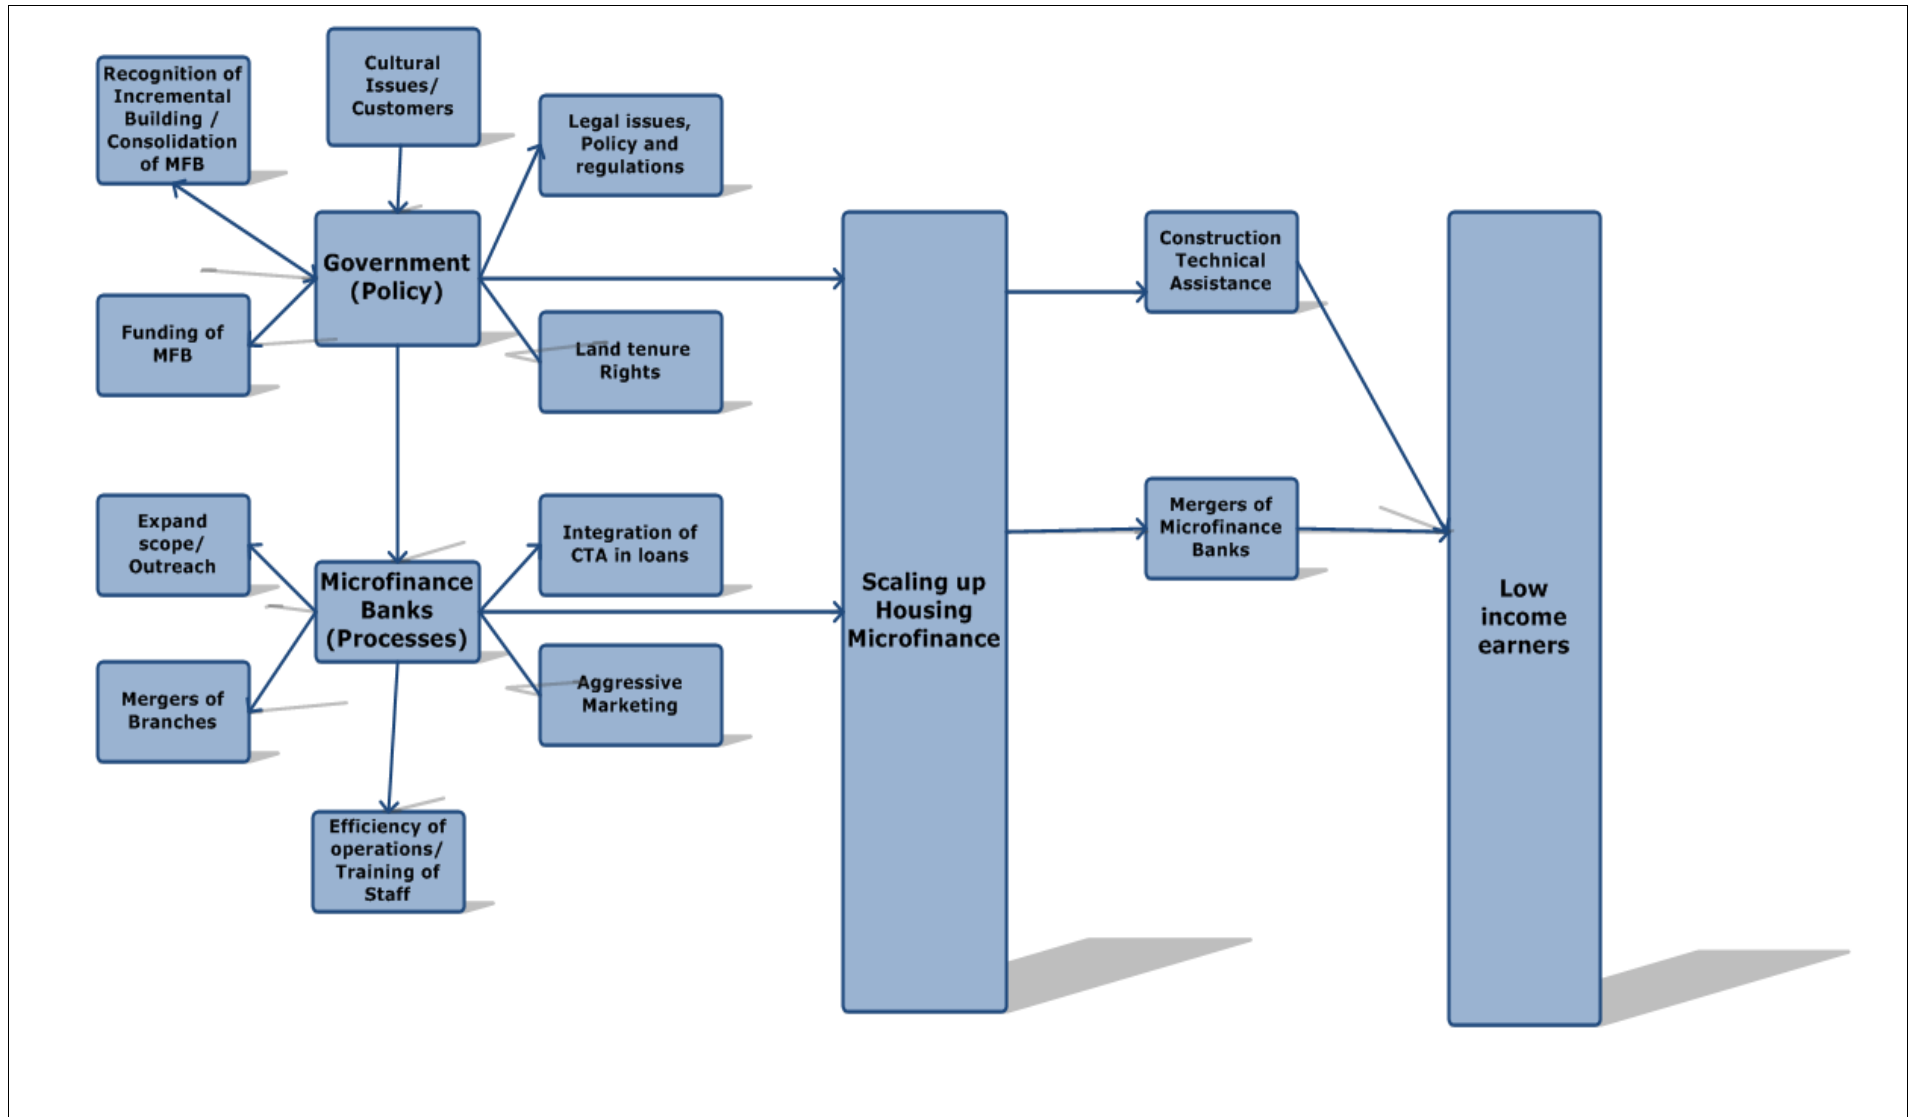 Recognition of
Incremental
Building /
Consolidation
of MFB
Cultural
Issues/
Customers
Legal issues,
Policy and
regulations
Government
(Policy)
Funding of
MFB
Land tenure
Rights
Expand
scope/
Outreach
Microfinance
Banks
(Processes)
Integration of
CTA in loans
Mergers of
Branches
Aggressive
Marketing
Efficiency of
operations/
Training of
Staff
Scaling up
Housing
Microfinance
Construction
Technical
Assistance
Mergers of
Microfinance
Banks
Low
income
earners